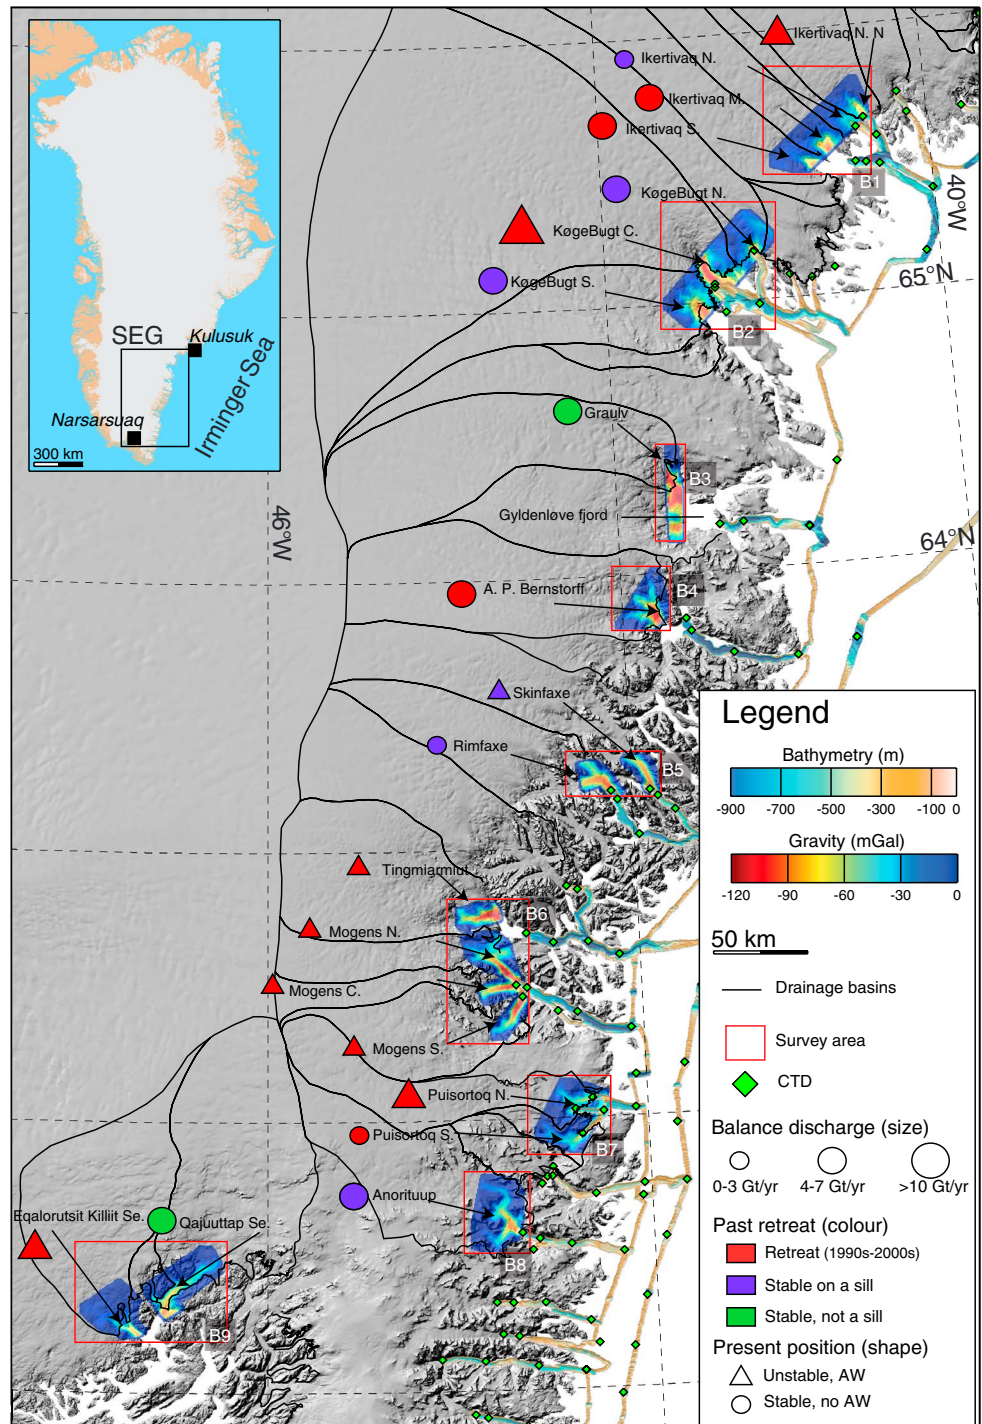 Ikertivaq N. N
Ikertivaq N.
Ikertivaq M.
Ikertivaq S.
B1
KøgeBugt N.
40°W
KøgeBugt C.
65°N
KøgeBugt S.
B2
SEG
Kulusuk
Narsarsuaq
Irminger Sea
300 km
Graulv
B3
46°W
Gyldenløve fjord
64°N
A. P. Bernstorff
B4
Skinfaxe
Rimfaxe
B5
Tingmiarmiut
B6
Mogens N.
Mogens C.
Mogens S.
Puisortoq N.
Puisortoq S.
B7
Anorituup
B8
Eqalorutsit Killiit Se.
Qajuuttap Se.
B9
Legend
Bathymetry (m)
-900 -700 -500 -300 -100 0
Gravity (mGal)
-120 -90 -60 -30 0
50 km
Drainage basins
Survey area
CTD
Balance discharge (size)
0-3 Gt/yr 4-7 Gt/yr >10 Gt/yr
Past retreat (colour)
Retreat (1990s-2000s)
Stable on a sill
Stable, not a sill
Present position (shape)
Unstable, AW
Stable, no AW